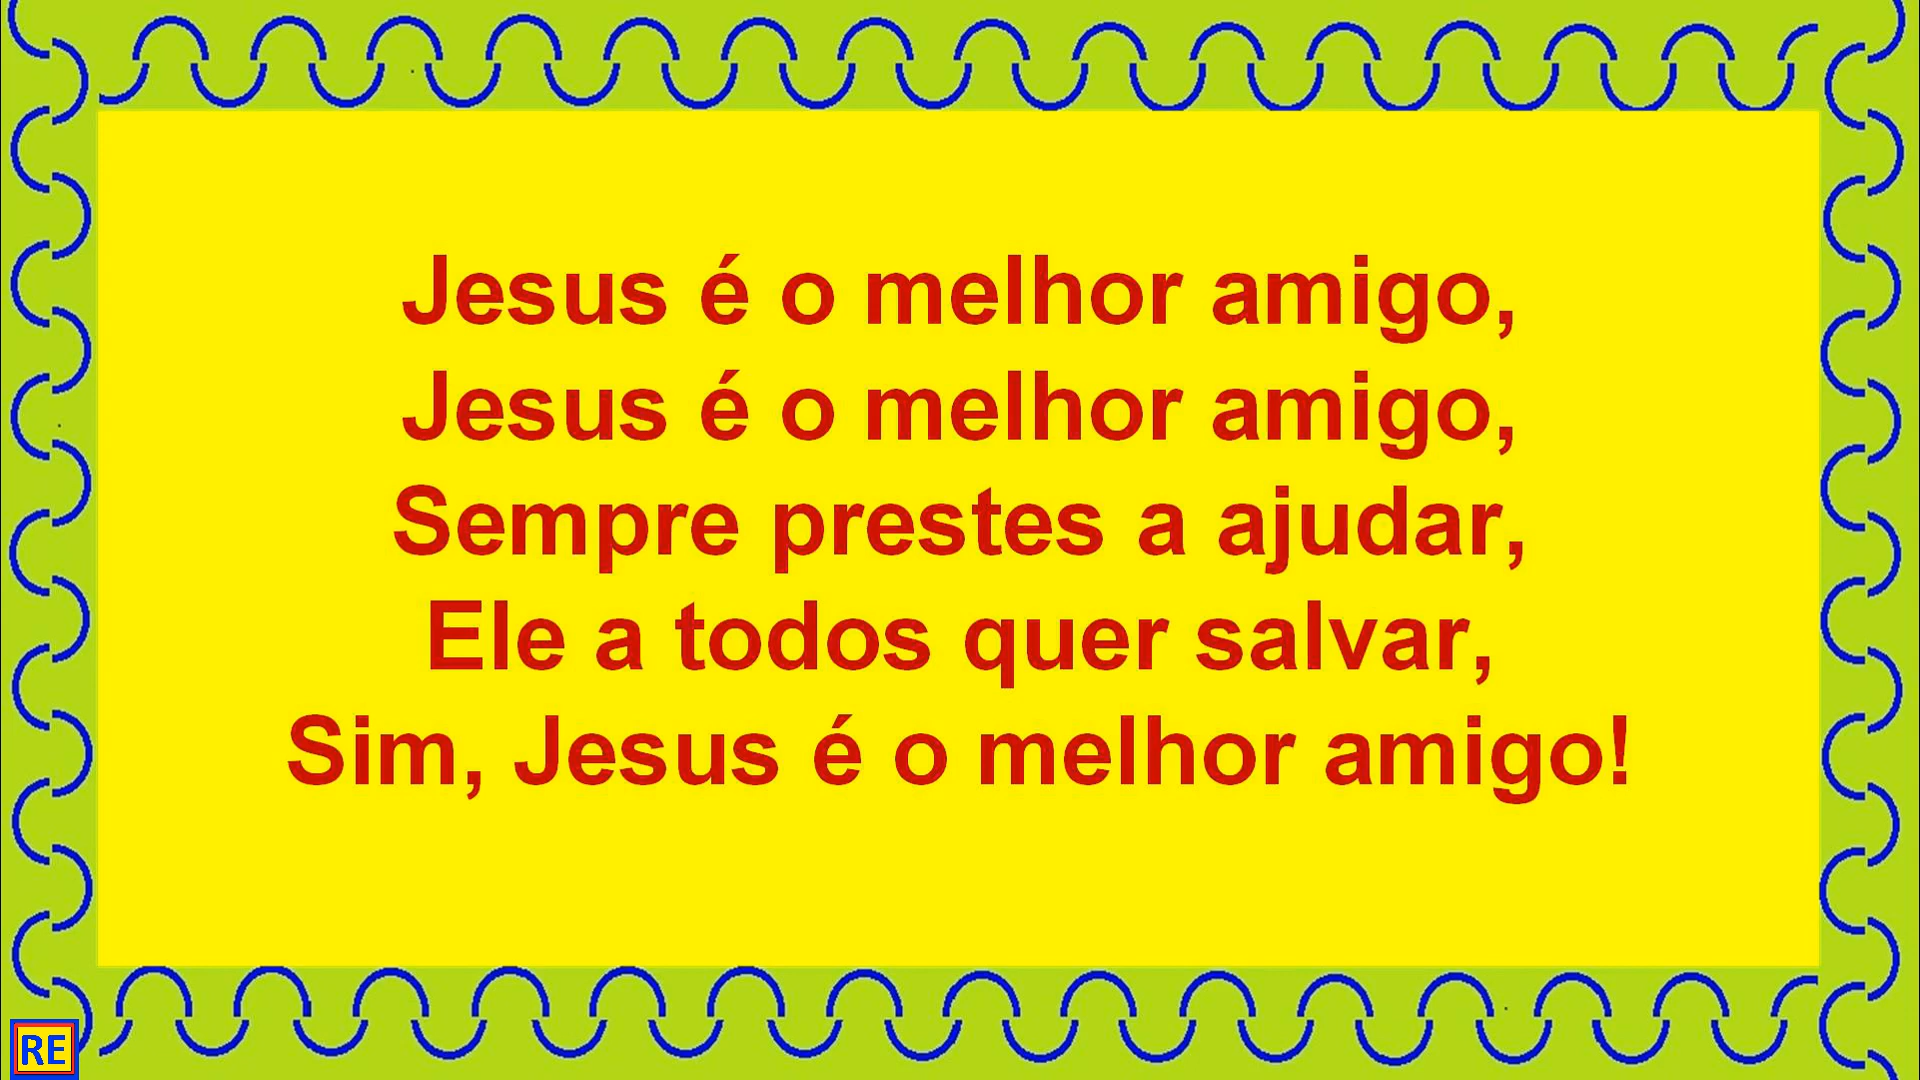 Jesus é o melhor amigo,
Jesus é o melhor amigo,
Sempre prestes a ajudar,
Ele a todos quer salvar,
Sim, Jesus é o melhor amigo!
RE